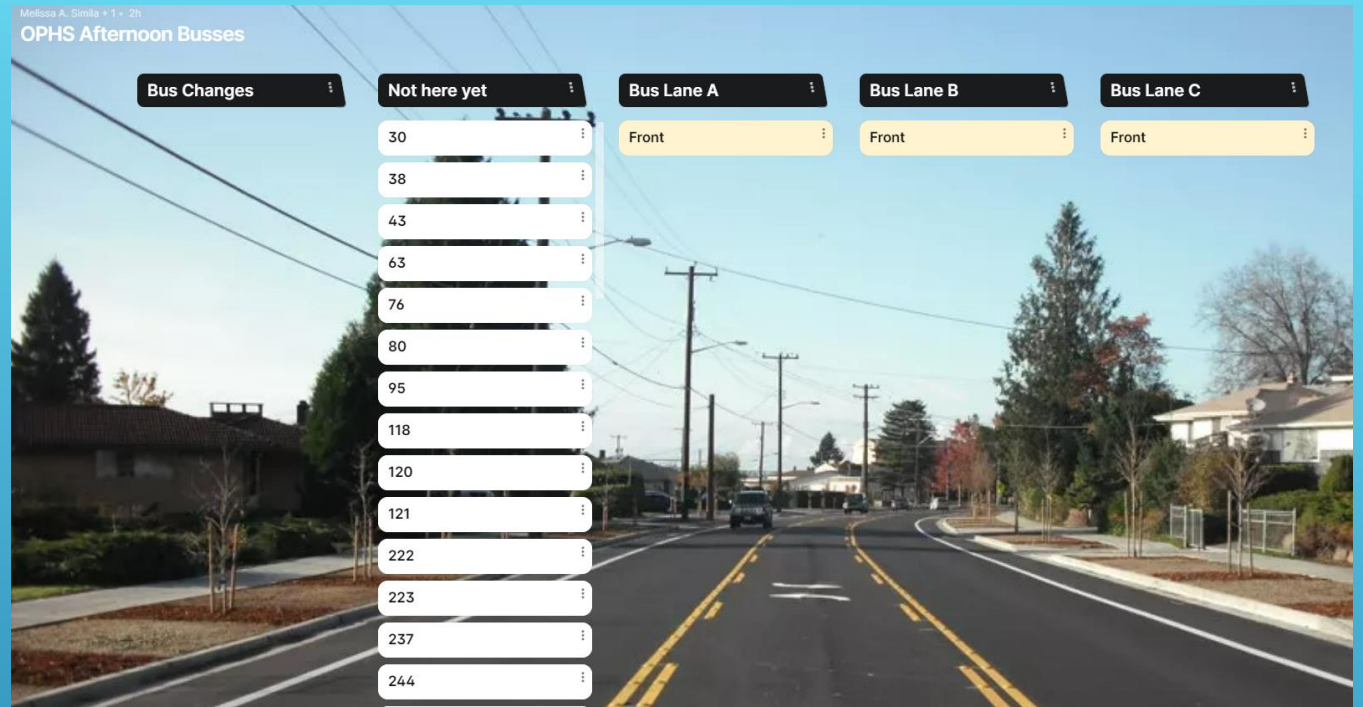 Melissa A. Simila + 1 • 2h
OPHS Afternoon Busses
Bus Changes
Not here yet
30
38
43
63
76
80
95
118
120
121
222
223
237
244
Bus Lane A
Front
Bus Lane B
Front
Bus Lane C
Front